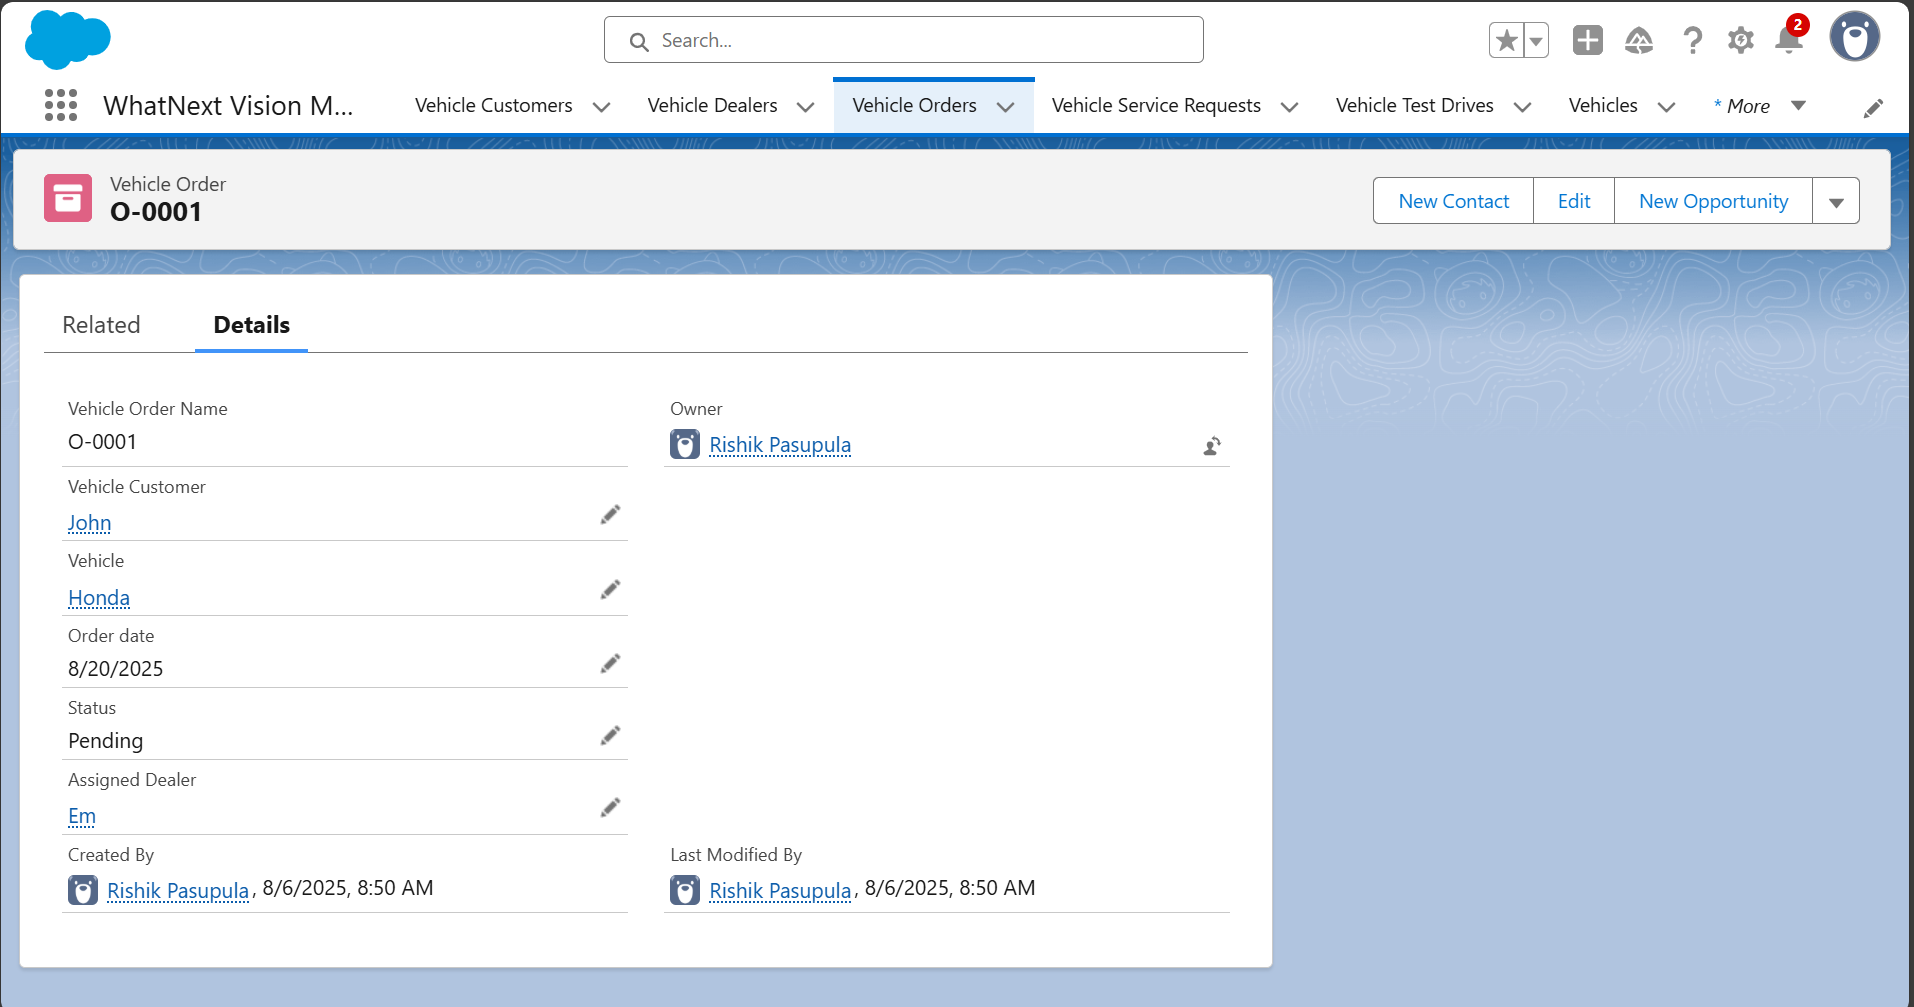 Search...
2
WhatNext Vision M...
Vehicle Customers
Vehicle Dealers
Vehicle Orders
Vehicle Service Requests
Vehicle Test Drives
Vehicles
* More
Vehicle Order
O-0001
New Contact
Edit
New Opportunity
Related
Details
Vehicle Order Name
O-0001
Owner
Rishik Pasupula
Vehicle Customer
John
Vehicle
Honda
Order date
8/20/2025
Status
Pending
Assigned Dealer
Em
Created By
Rishik Pasupula, 8/6/2025, 8:50 AM
Last Modified By
Rishik Pasupula, 8/6/2025, 8:50 AM